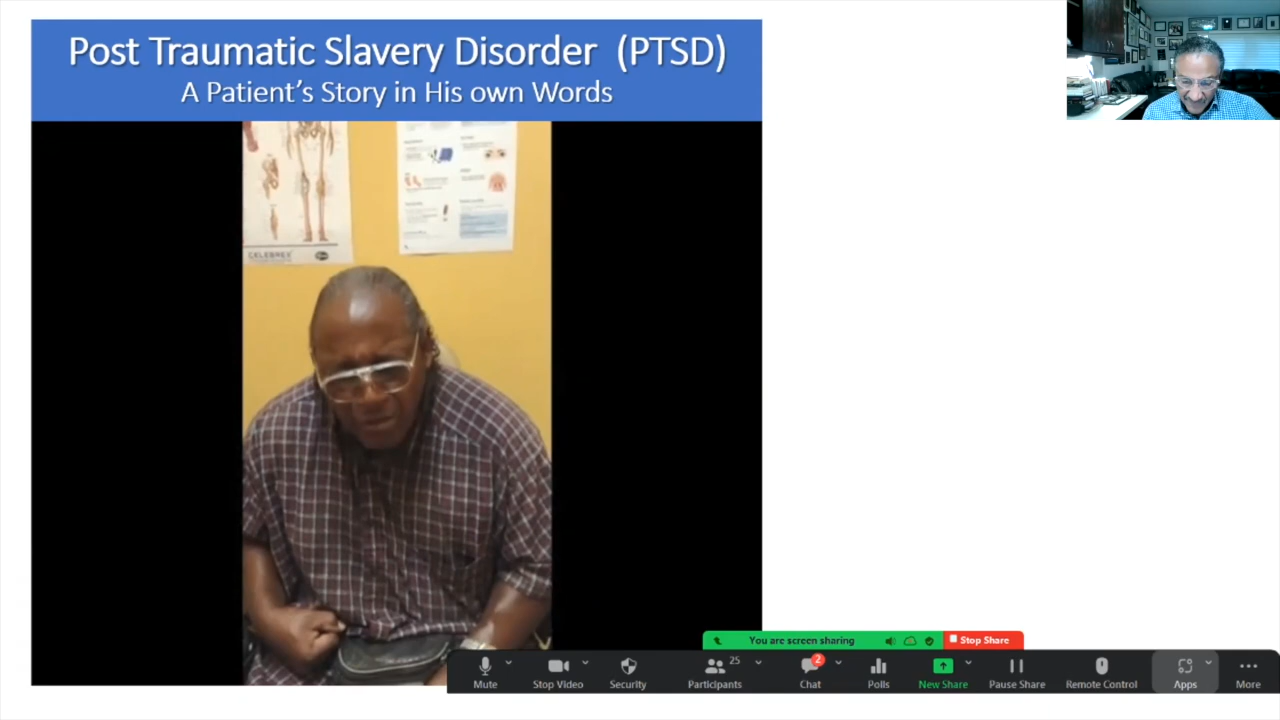 Post Traumatic Slavery Disorder (PTSD)
A Patient's Story in His own Words
CELEBREX
You are screen sharing
Stop Share
Mute
Stop Video
Security
25
Participants
2
Chat
Polls
New Share
Pause Share
Remote Control
Apps
More